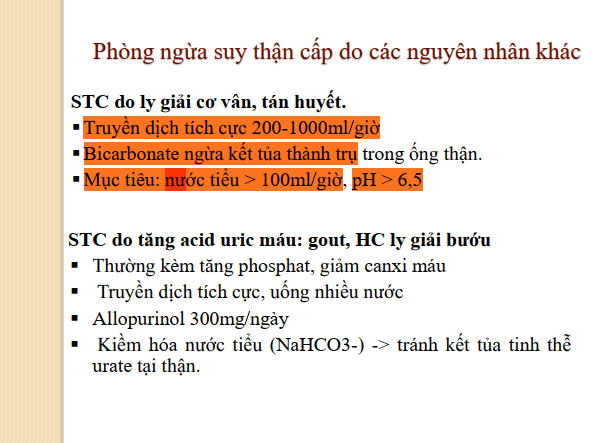 Phòng ngừa suy thận cấp do các nguyên nhân khác
STC do ly giải cơ vân, tán huyết.
▪ Truyền dịch tích cực 200-1000ml/giờ
▪ Bicarbonate ngừa kết tủa thành trụ trong ống thận.
▪ Mục tiêu: nước tiểu > 100ml/giờ, pH > 6,5
STC do tăng acid uric máu: gout, HC ly giải bướu
▪ Thường kèm tăng phosphat, giảm canxi máu
▪ Truyền dịch tích cực, uống nhiều nước
▪ Allopurinol 300mg/ngày
▪ Kiềm hóa nước tiểu (NaHCO3-) -> tránh kết tủa tinh thễ
urate tại thận.